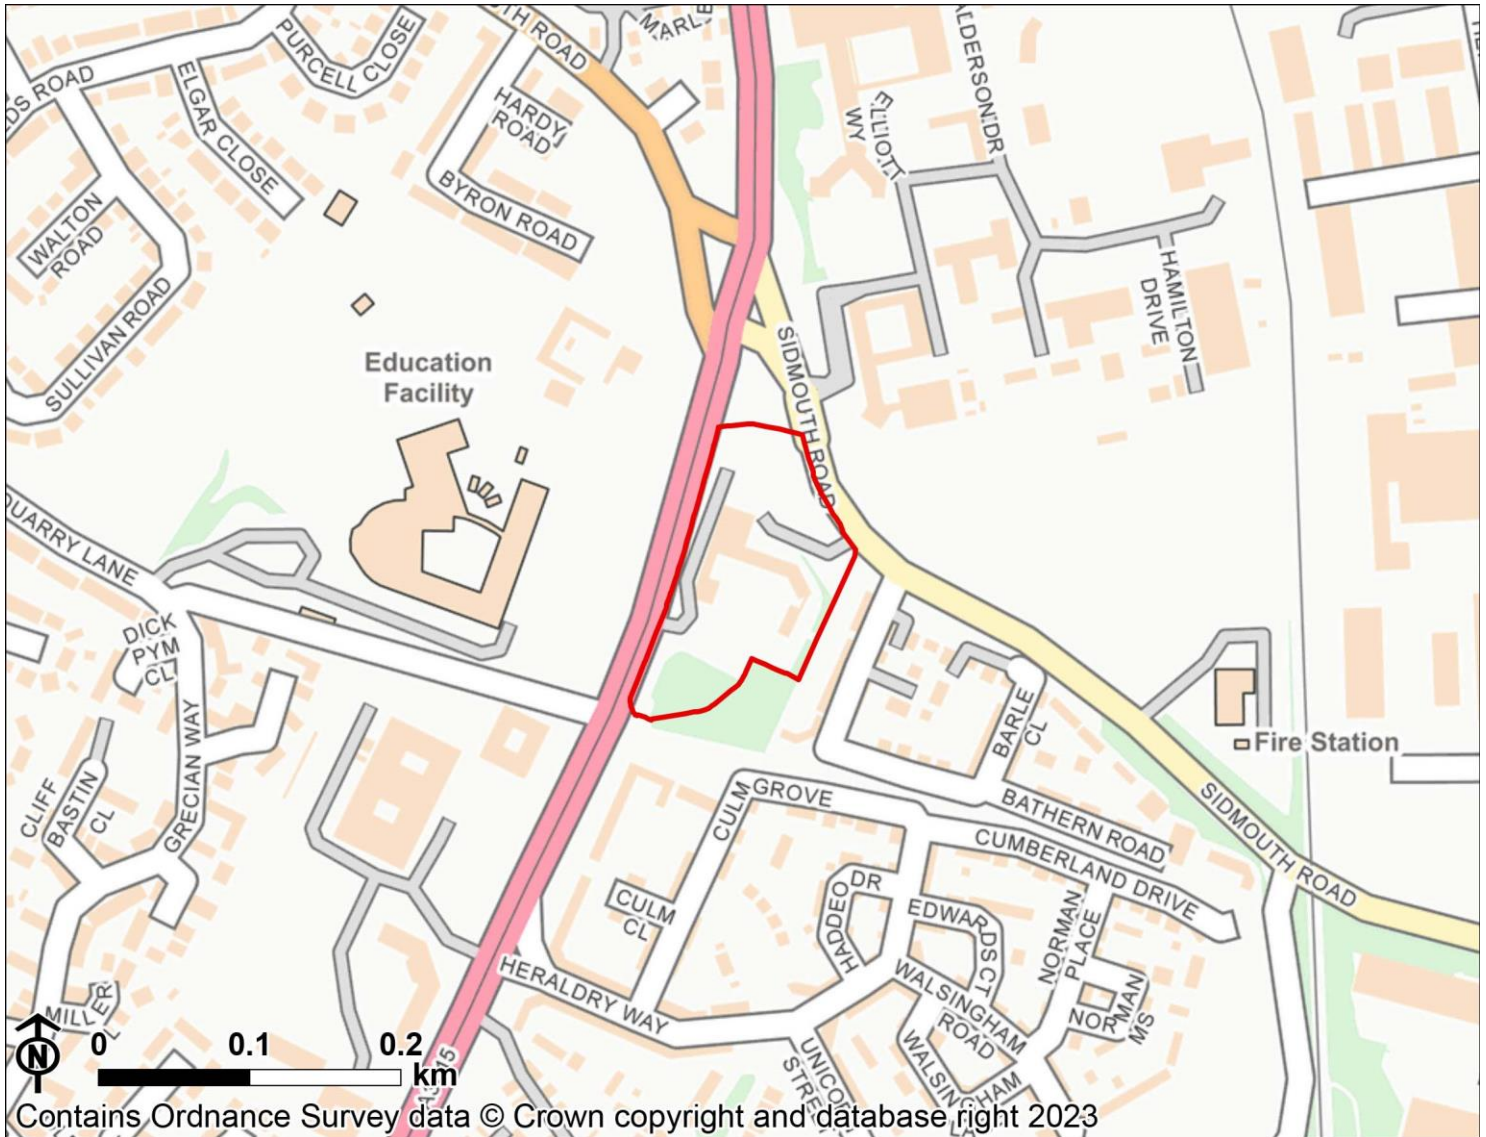 MARLE
TH ROAD
PURCELL CLOSE
ALDERSON DR
EDS ROAD
ELGAR CLOSE
HARDY
ROAD
ELLIOTT
WY
BYRON ROAD
WALTON
ROAD
HAMILTON
DRIVE
SULLIVAN ROAD
SIDMOUTH ROAD
Education
Facility
QUARRY LANE
DICK
PYM
CL
GRECIAN WAY
BARLE
CL
Fire Station
CLIFF
BASTIN
CL
CULM GROVE
BATHERN ROAD
SIDMOUTH ROAD
CUMBERLAND DRIVE
CULM
CL
HADDEO DR
EDWARDS CT
NORMAN
PLACE
HERALDRY WAY
WALSINGHAM
ROAD
NORMAN
MS
MILLER
UNICO
STRE
WALSINGHAM
N
0 0.1 0.2
km
Contains Ordnance Survey data © Crown copyright and database right 2023